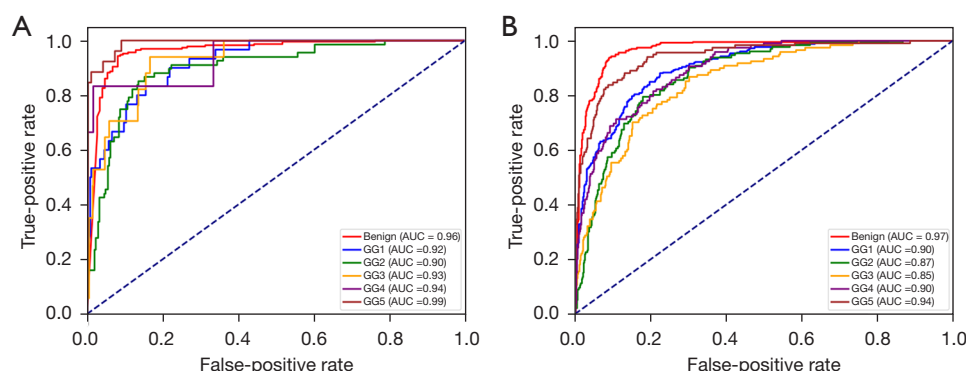 A
True-positive rate
1.0
0.8
0.6
0.4
0.2
0.0
Benign (AUC = 0.96)
GG1 (AUC =0.92)
GG2 (AUC =0.90)
GG3 (AUC =0.93)
GG4 (AUC =0.94)
GG5 (AUC =0.99)
0.0 0.2 0.4 0.6 0.8 1.0
False-positive rate
B
True-positive rate
1.0
0.8
0.6
0.4
0.2
0.0
Benign (AUC = 0.97)
GG1 (AUC =0.90)
GG2 (AUC =0.87)
GG3 (AUC =0.85)
GG4 (AUC =0.90)
GG5 (AUC =0.94)
0.0 0.2 0.4 0.6 0.8 1.0
False-positive rate